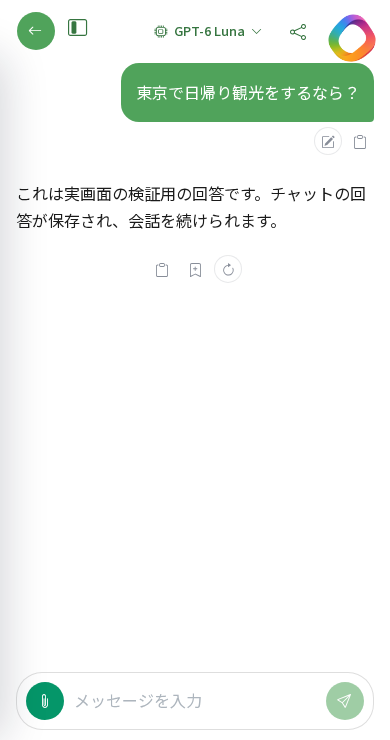 GPT-6 Luna
東京で日帰り観光をするなら？
これは実画面の検証用の回答です。チャットの回
答が保存され、会話を続けられます。
メッセージを入力